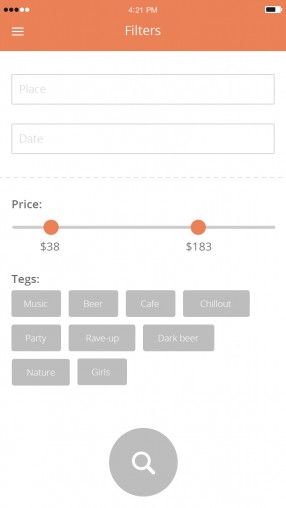 4:21 PM
Filters
Place
Date
Price:
$38 $183
Tegs:
Music Beer Cafe Chillout
Party Rave-up Dark beer
Nature Girls